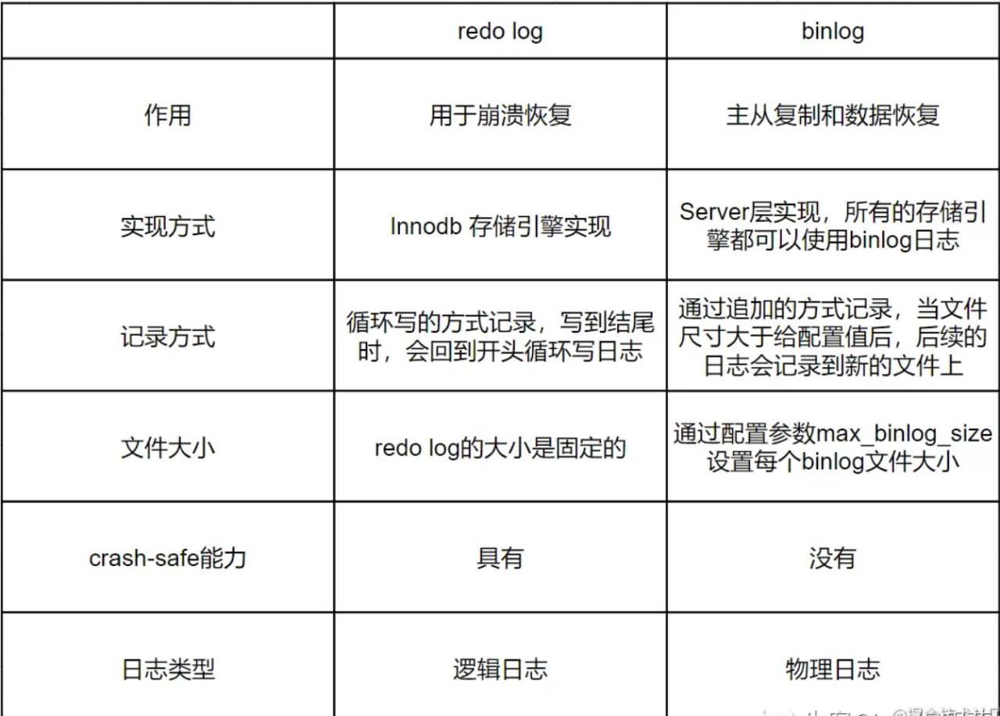 redo log
binlog
作用
用于崩溃恢复
主从复制和数据恢复
实现方式
Innodb 存储引擎实现
Server层实现，所有的存储引
擎都可以使用binlog日志
记录方式
循环写的方式记录，写到结尾
时，会回到开头循环写日志
通过追加的方式记录，当文件
尺寸大于给配置值后，后续的
日志会记录到新的文件上
文件大小
redo log的大小是固定的
通过配置参数max_binlog_size
设置每个binlog文件大小
crash-safe能力
具有
没有
日志类型
逻辑日志
物理日志